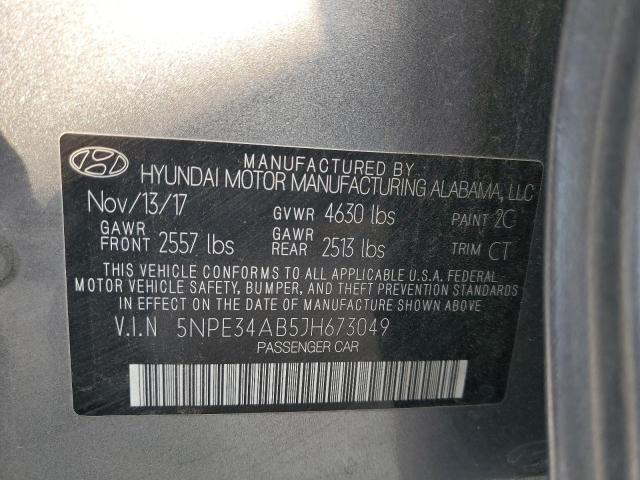 MANUFACTURED BY
HYUNDAI MOTOR MANUFACTURING ALABAMA, LLC
Nov/13/17 GVWR 4630 lbs PAINT 2C
GAWR FRONT 2557 lbs GAWR REAR 2513 lbs TRIM CT
THIS VEHICLE CONFORMS TO ALL APPLICABLE U.S.A. FEDERAL
MOTOR VEHICLE SAFETY, BUMPER, AND THEFT PREVENTION STANDARDS
IN EFFECT ON THE DATE OF MANUFACTURE SHOWN ABOVE
V.I.N 5NPE34AB5JH673049
PASSENGER CAR